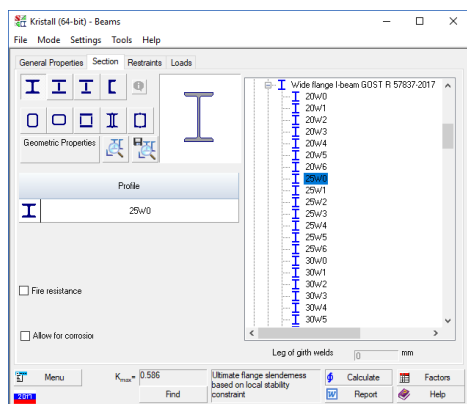 Kristall (64-bit) - Beams
File Mode Settings Tools Help
General Properties Section Restraints Loads
Geometric Properties
Profile
25W0
Fire resistance
Allow for corrosion
Wide flange I-beam GOST R 57837-2017
20W0
20W1
20W2
20W3
20W4
20W5
20W6
25W0
25W1
25W2
25W3
25W4
25W5
25W6
30W0
30W1
30W2
30W3
30W4
30W5
Leg of girth welds 0 mm
Menu
Kmax= 0.586
Find
Ultimate flange slenderness
based on local stability
constraint
Calculate
Factors
Report
Help